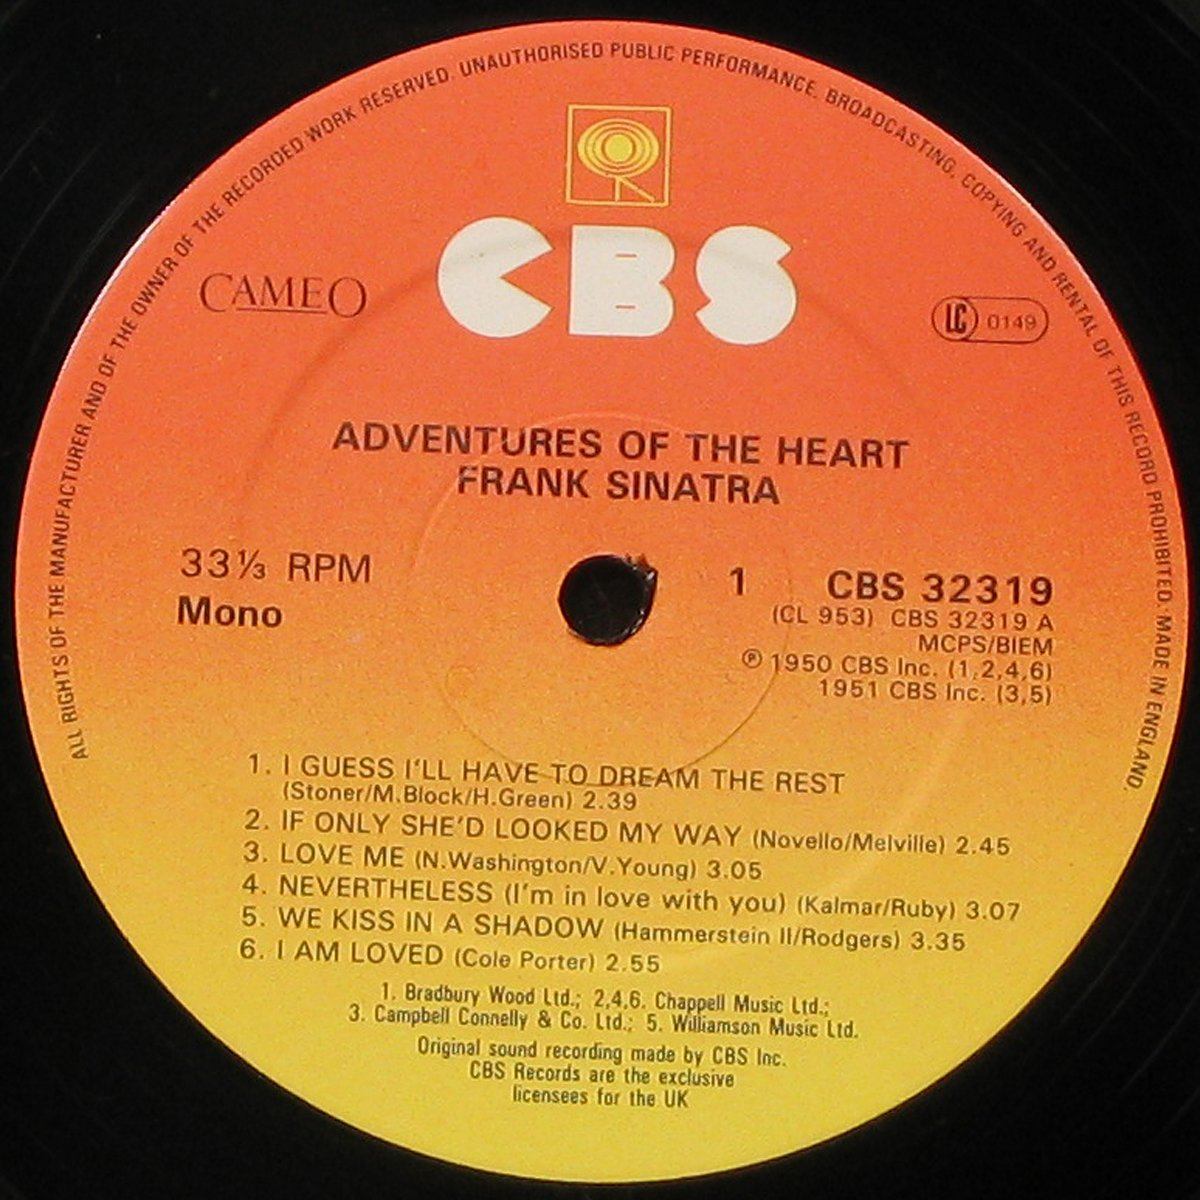 ALL RIGHTS OF THE MANUFACTURER AND OF THE OWNER OF THE RECORDED WORK RESERVED. UNAUTHORISED PUBLIC PERFORMANCE, BROADCASTING, COPYING AND RENTAL OF THIS RECORD PROHIBITED. MADE IN ENGLAND.
CBS
CAMEO
LC 0149
ADVENTURES OF THE HEART
FRANK SINATRA
33⅓ RPM
Mono
1
CBS 32319
(CL 953) CBS 32319 A
MCPS/BIEM
℗ 1950 CBS Inc. (1,2,4,6)
1951 CBS Inc. (3,5)
1. I GUESS I'LL HAVE TO DREAM THE REST
(Stoner/M.Block/H.Green) 2.39
2. IF ONLY SHE'D LOOKED MY WAY (Novello/Melville) 2.45
3. LOVE ME (N.Washington/V.Young) 3.05
4. NEVERTHELESS (I'm in love with you) (Kalmar/Ruby) 3.07
5. WE KISS IN A SHADOW (Hammerstein II/Rodgers) 3.35
6. I AM LOVED (Cole Porter) 2.55
1. Bradbury Wood Ltd.; 2,4,6. Chappell Music Ltd.;
3. Campbell Connelly & Co. Ltd.; 5. Williamson Music Ltd.
Original sound recording made by CBS Inc.
CBS Records are the exclusive
licensees for the UK